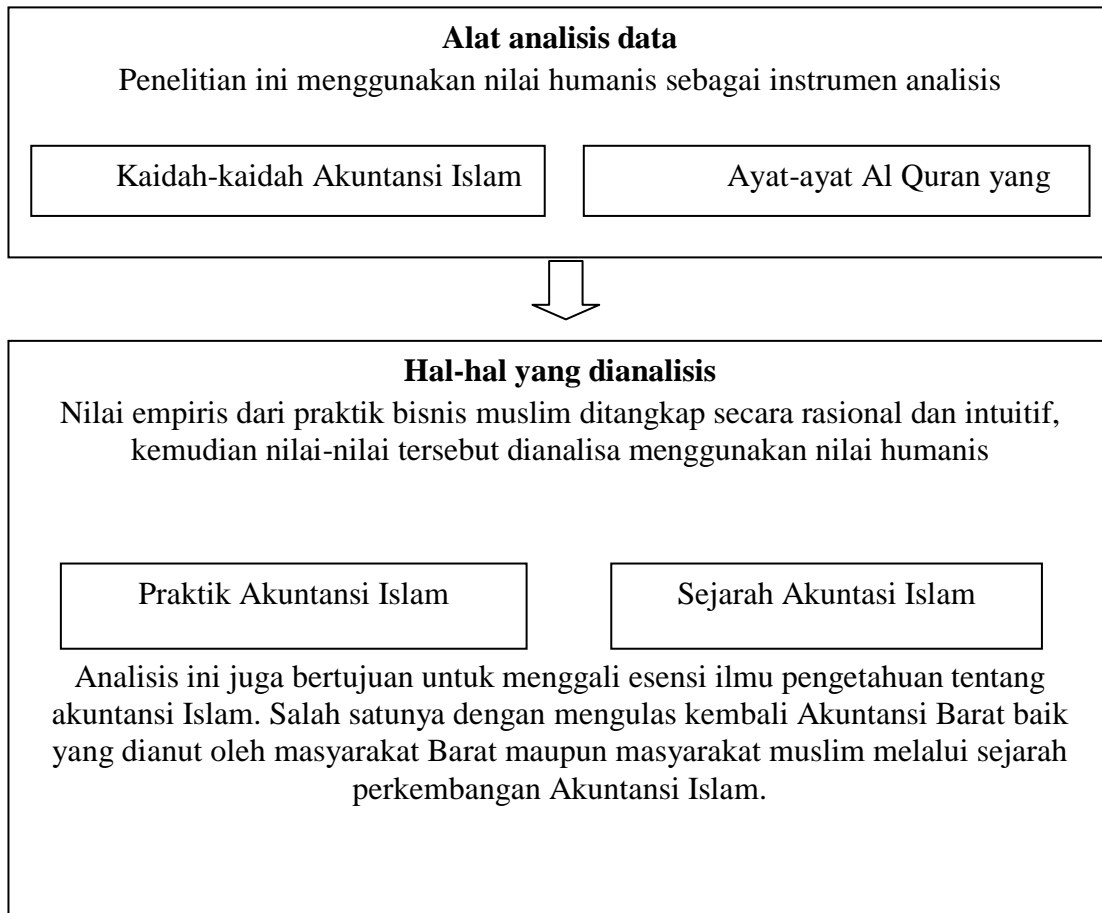 Alat analisis data
Penelitian ini menggunakan nilai humanis sebagai instrumen analisis
Kaidah-kaidah Akuntansi Islam
Ayat-ayat Al Quran yang
Hal-hal yang dianalisis
Nilai empiris dari praktik bisnis muslim ditangkap secara rasional dan intuitif,
kemudian nilai-nilai tersebut dianalisa menggunakan nilai humanis
Praktik Akuntansi Islam
Sejarah Akuntasi Islam
Analisis ini juga bertujuan untuk menggali esensi ilmu pengetahuan tentang
akuntansi Islam. Salah satunya dengan mengulas kembali Akuntansi Barat baik
yang dianut oleh masyarakat Barat maupun masyarakat muslim melalui sejarah
perkembangan Akuntansi Islam.